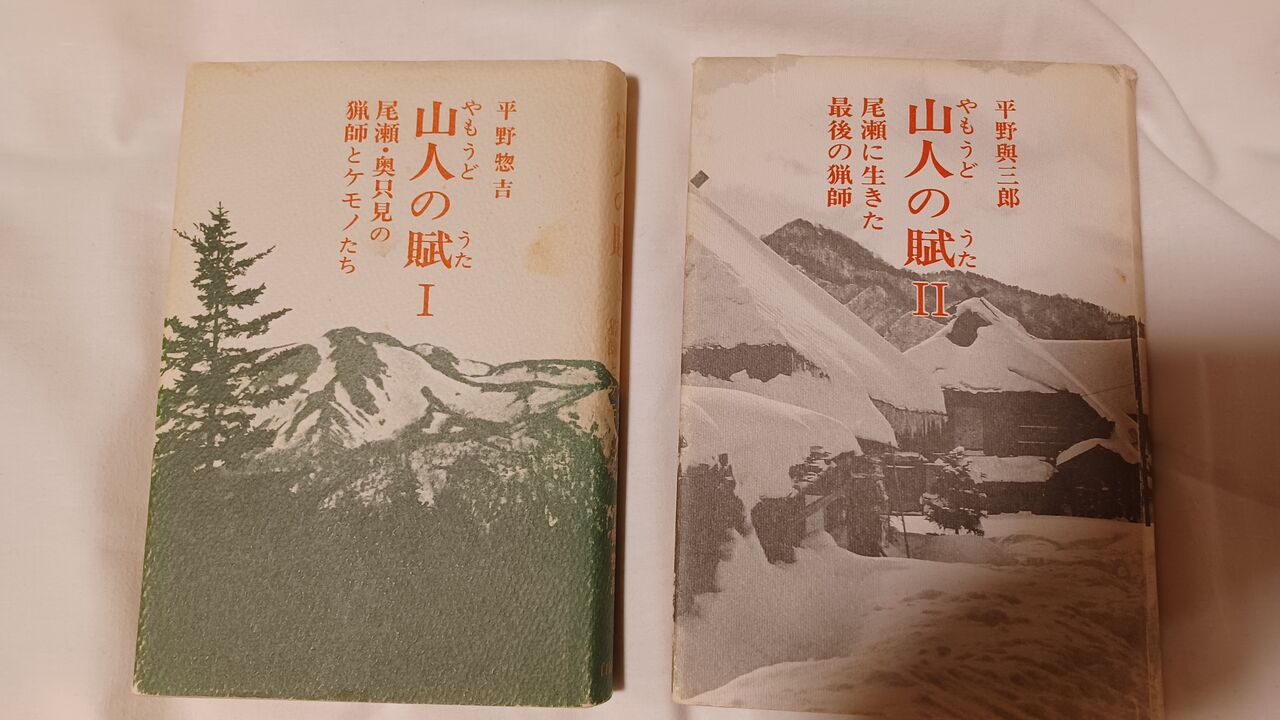 平野惣吉
やもうど
うた
山人の賦 I
尾瀬・奥只見の
猟師とケモノたち
平野與三郎
やもうど
うた
山人の賦 II
尾瀬に生きた
最後の猟師